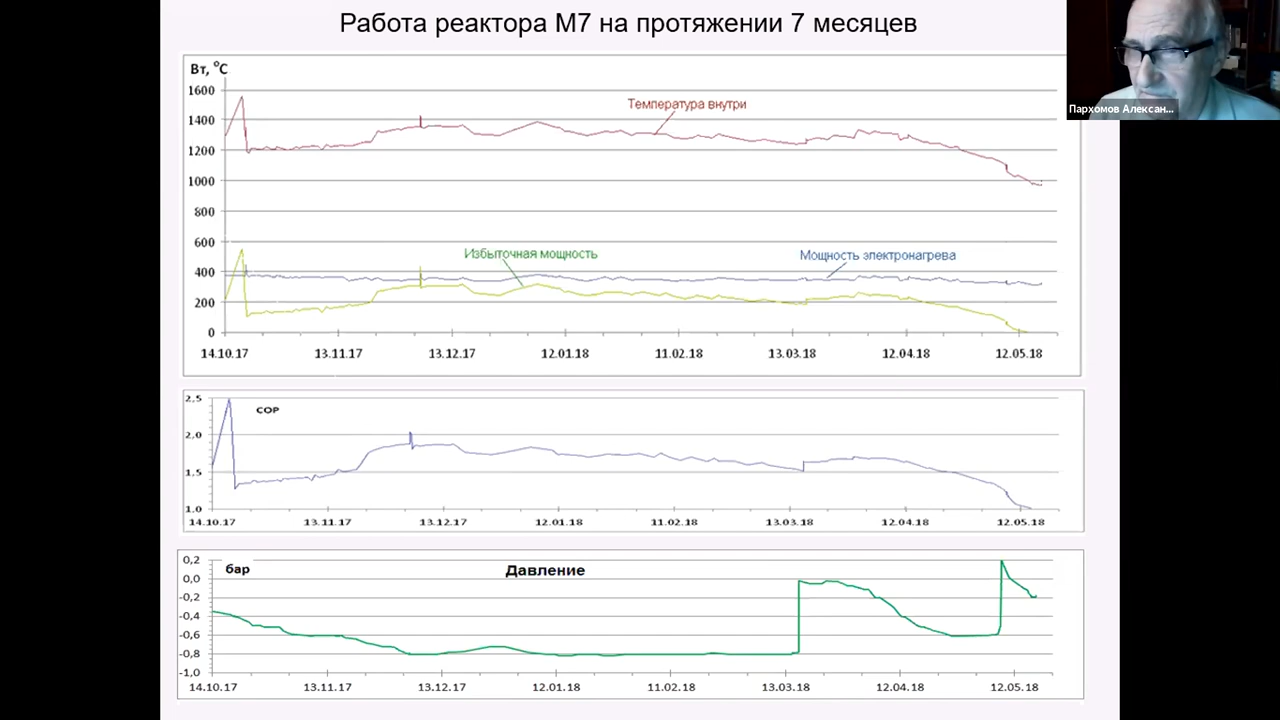 Работа реактора М7 на протяжении 7 месяцев
Пархомов Алексан...
Вт, °С
1600
1400
1200
1000
800
600
400
200
0
Температура внутри
Избыточная мощность
Мощность электронагрева
14.10.17 13.11.17 13.12.17 12.01.18 11.02.18 13.03.18 12.04.18 12.05.18
COP
2,5
2.0
1.5
1.0
14.10.17 13.11.17 13.12.17 12.01.18 11.02.18 13.03.18 12.04.18 12.05.18
бар
Давление
0,2
0,0
-0,2
-0,4
-0,6
-0,8
-1,0
14.10.17 13.11.17 13.12.17 12.01.18 11.02.18 13.03.18 12.04.18 12.05.18